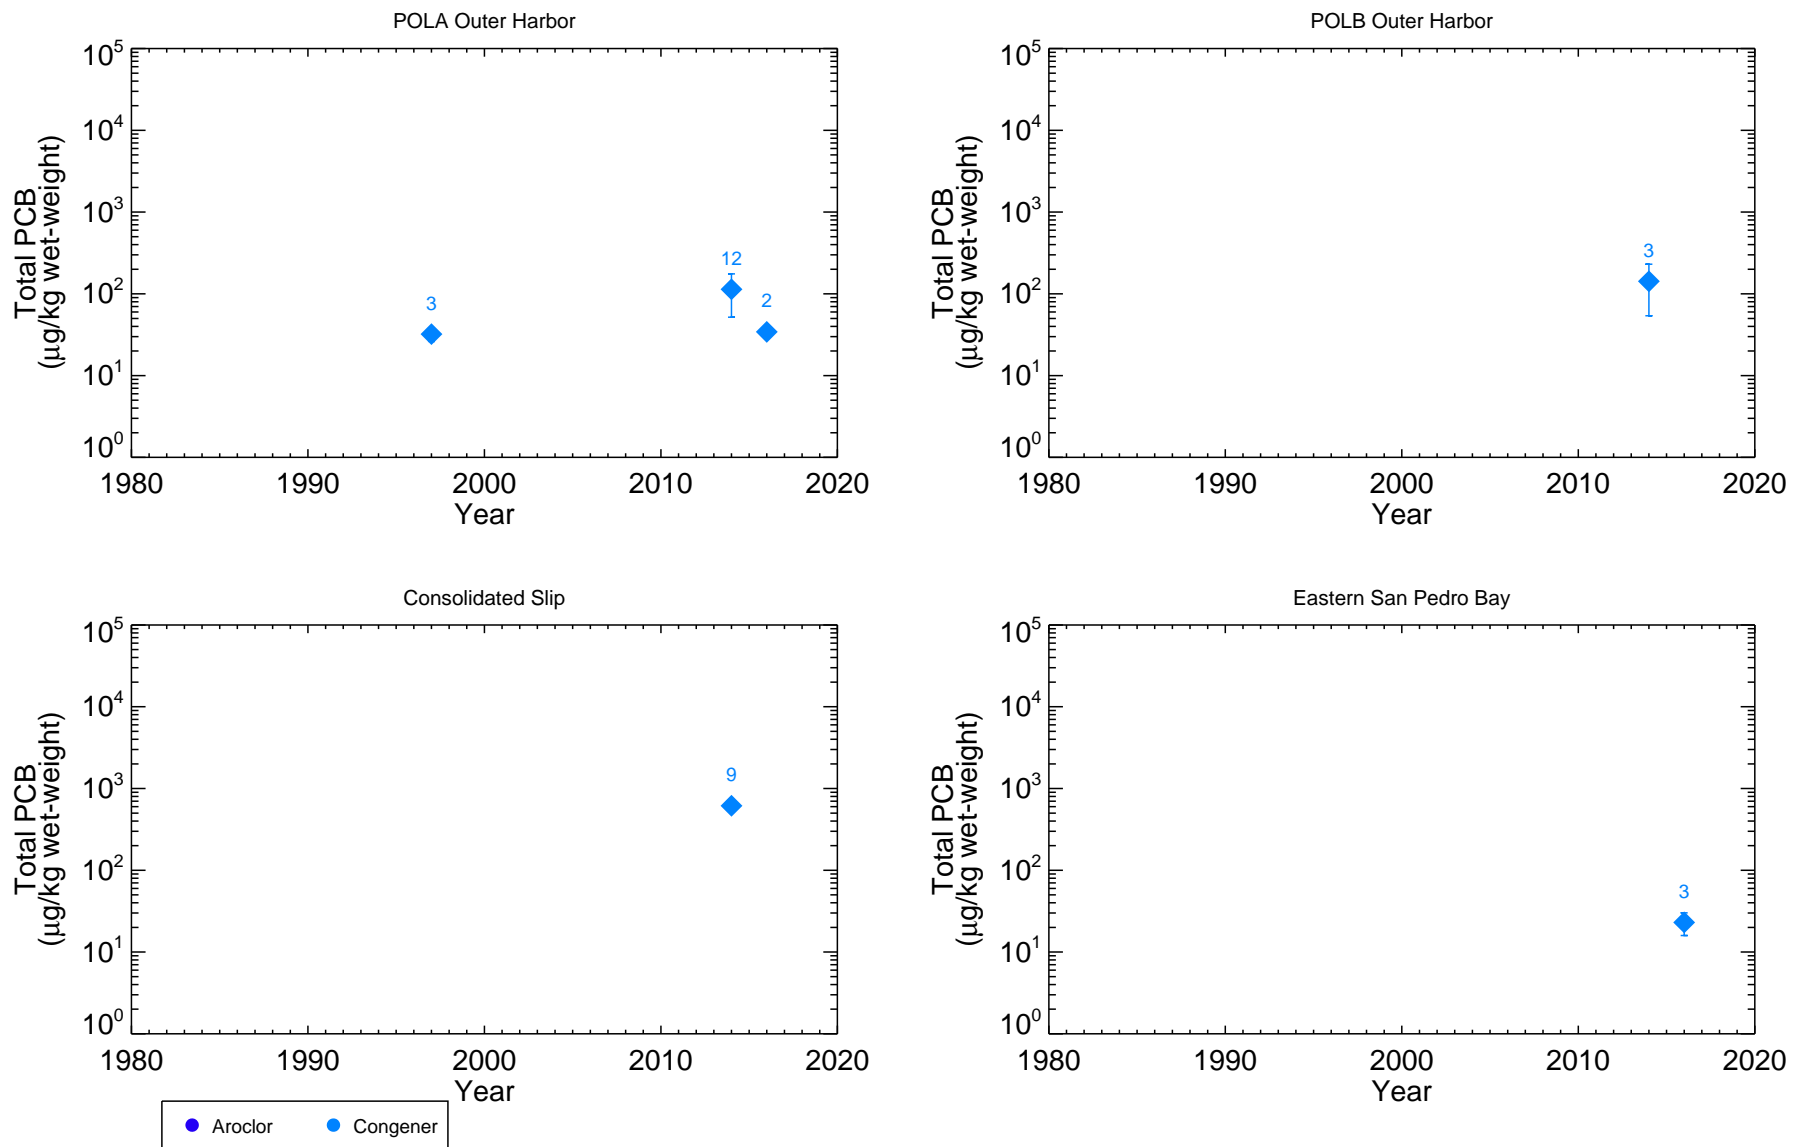 POLA Outer Harbor
10^5
10^4
10^3
10^2
10^1
10^0
Total PCB
(µg/kg wet-weight)
3
12
2
1980 1990 2000 2010 2020
Year
POLB Outer Harbor
10^5
10^4
10^3
10^2
10^1
10^0
Total PCB
(µg/kg wet-weight)
3
1980 1990 2000 2010 2020
Year
Consolidated Slip
10^5
10^4
10^3
10^2
10^1
10^0
Total PCB
(µg/kg wet-weight)
9
1980 1990 2000 2010 2020
Year
Eastern San Pedro Bay
10^5
10^4
10^3
10^2
10^1
10^0
Total PCB
(µg/kg wet-weight)
3
1980 1990 2000 2010 2020
Year
Aroclor Congener